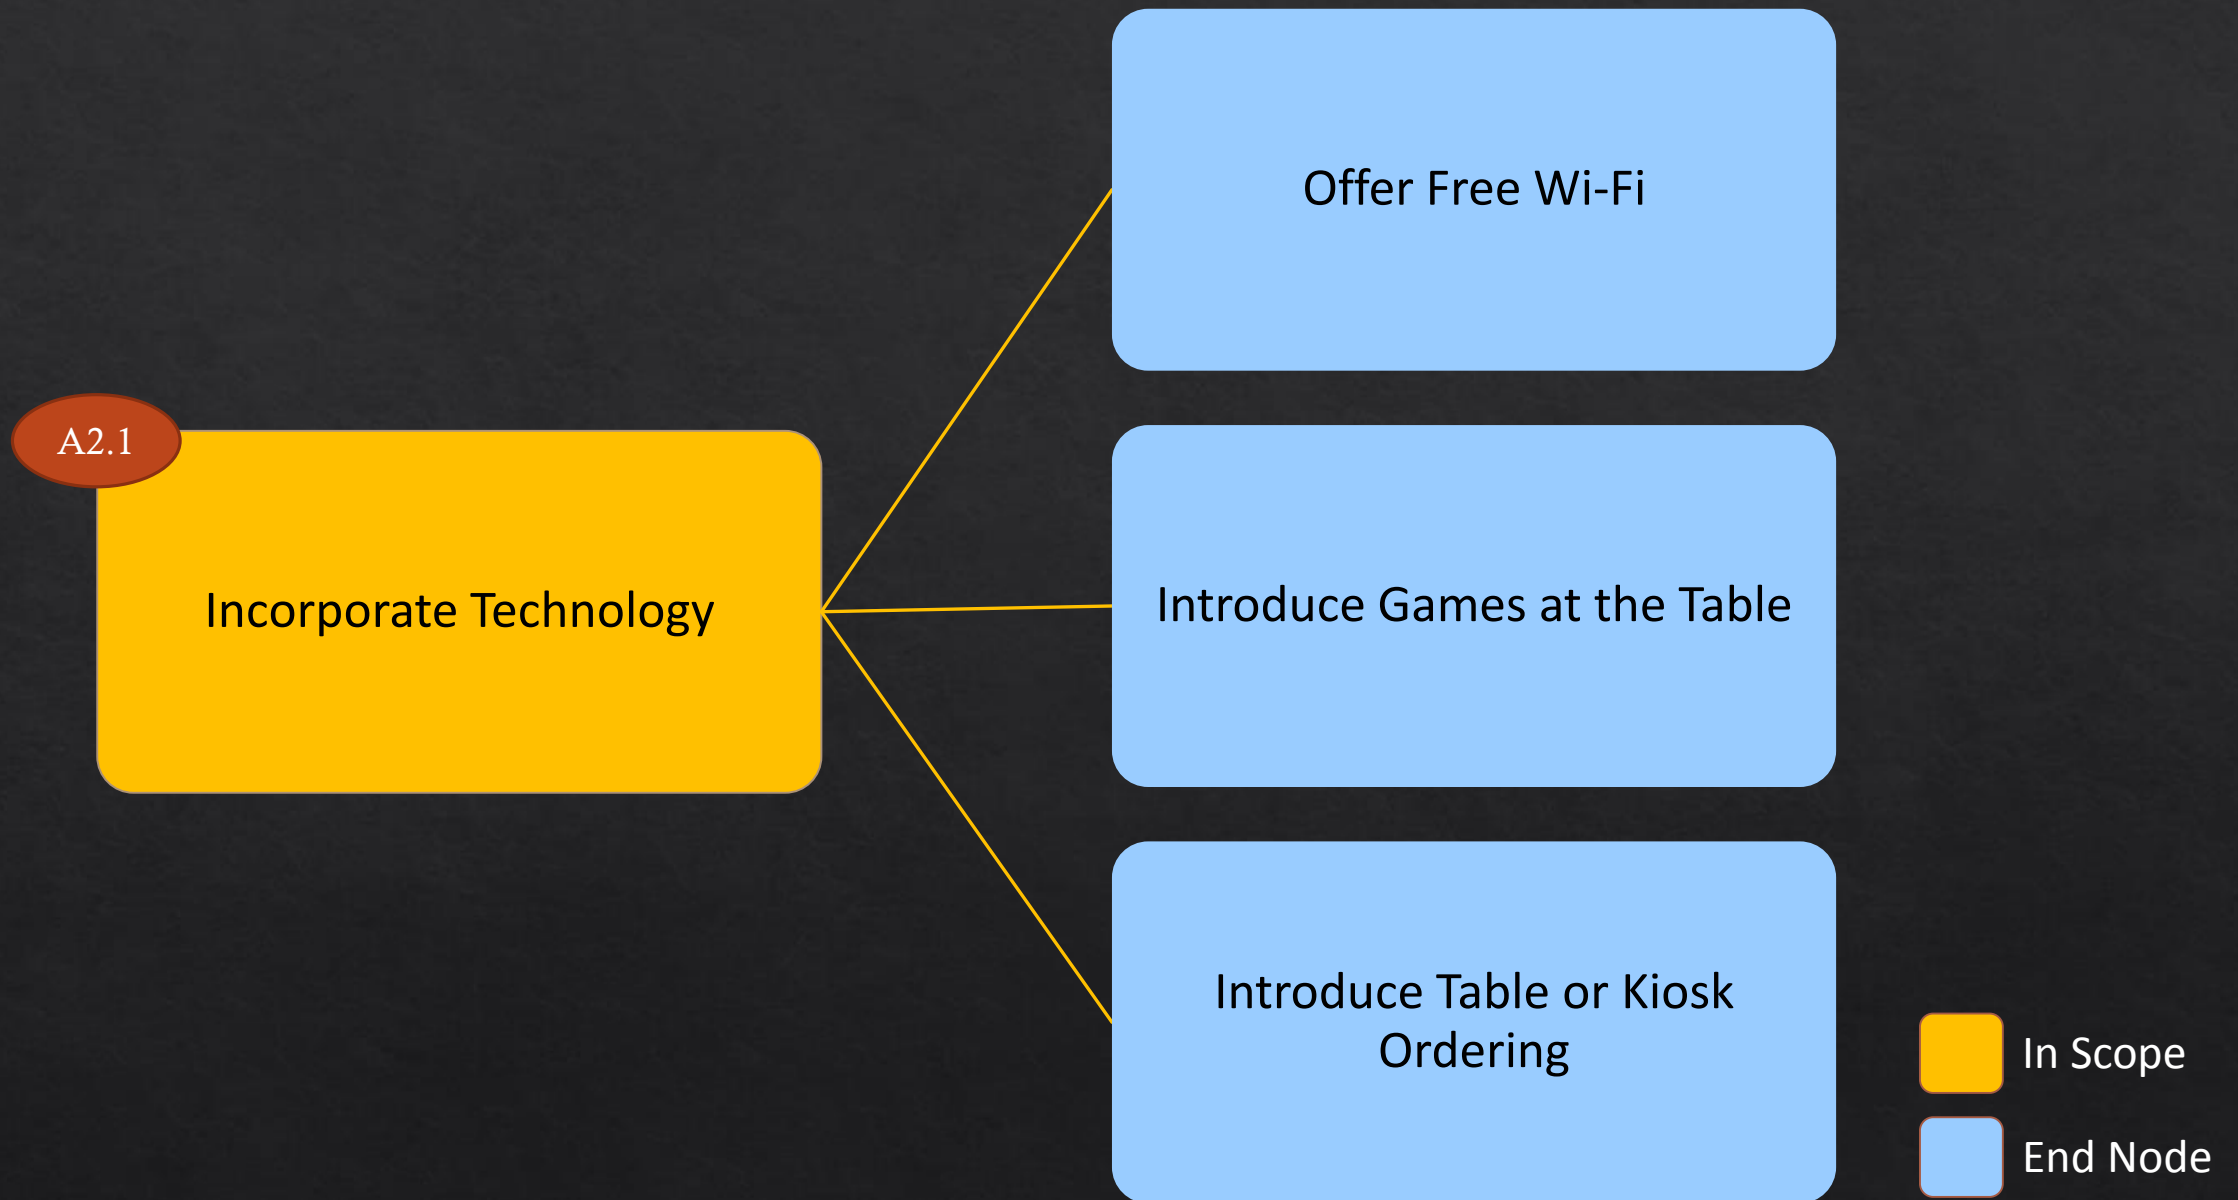 A2.1
Incorporate Technology
Offer Free Wi-Fi
Introduce Games at the Table
Introduce Table or Kiosk
Ordering
In Scope
End Node